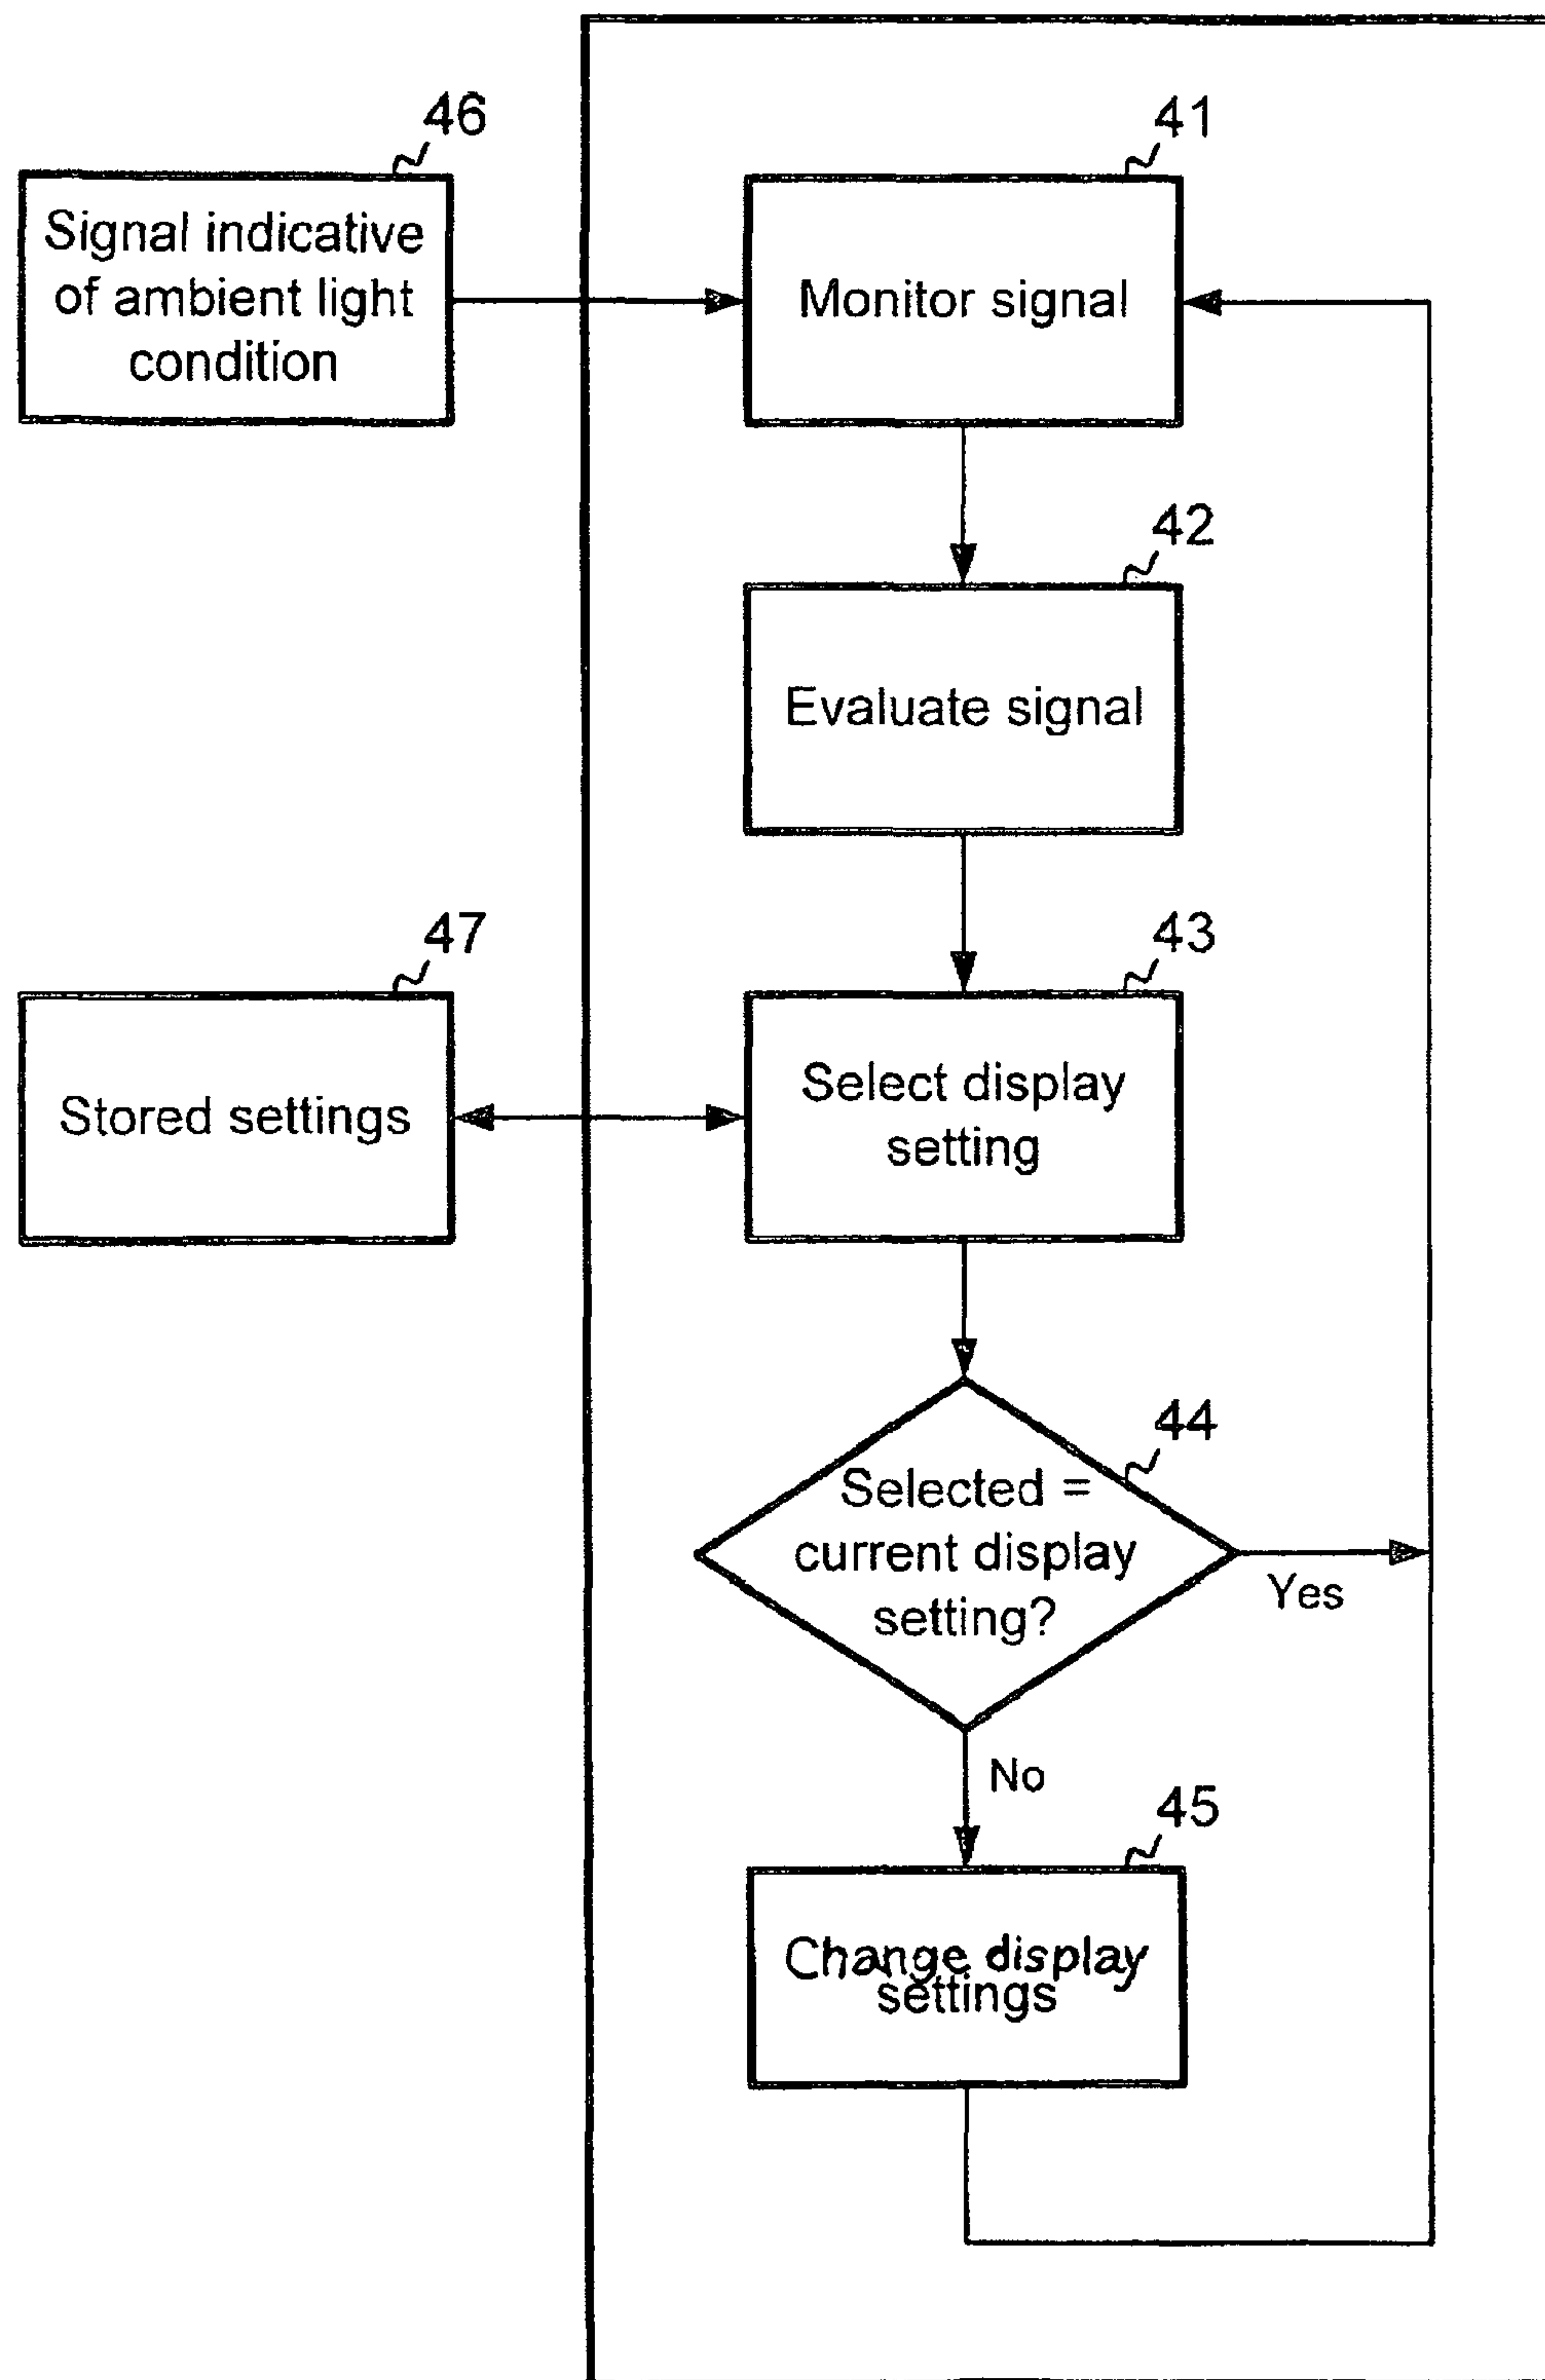 46
Signal indicative
of ambient light
condition
41
Monitor signal
42
Evaluate signal
47
Stored settings
43
Select display
setting
44
Selected =
current display
setting?
Yes
No
45
Change display
settings